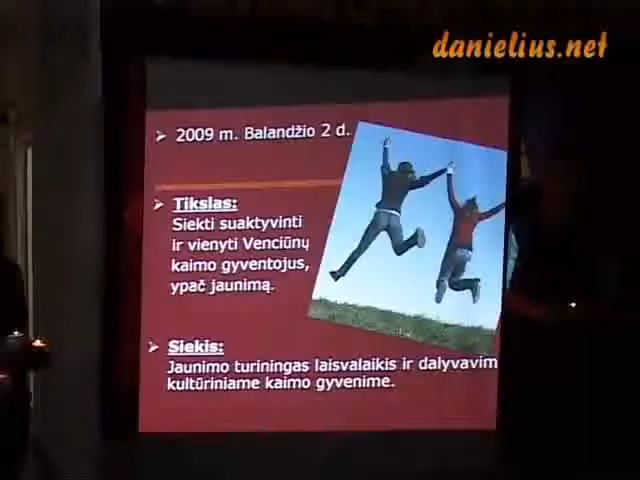 danielius.net
2009 m. Balandžio 2 d.
Tikslas:
Siekti suaktyvinti
ir vienyti Venciūnų
kaimo gyventojus,
ypač jaunimą.
Siekis:
Jaunimo turiningas laisvalaikis ir dalyvavim
kultūriniame kaimo gyvenime.